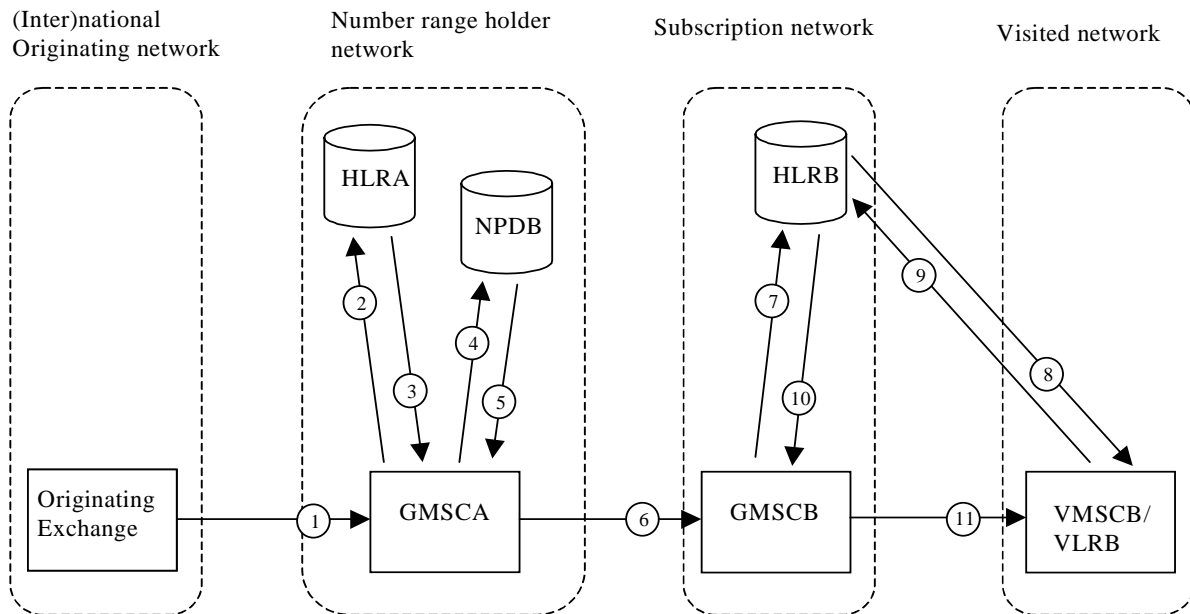 (Inter)national
Originating network
Number range holder
network
Subscription network
Visited network
HLRA
NPDB
HLRB
2
3
4
5
7
10
9
8
Originating
Exchange
1
GMSCA
6
GMSCB
11
VMSCB/
VLRB